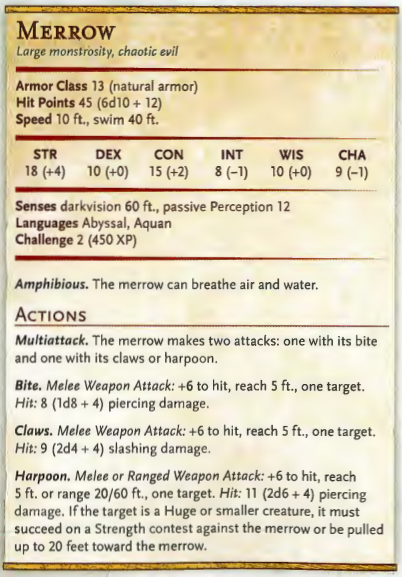 MERROW
Large monstrosity, chaotic evil
Armor Class 13 (natural armor)
Hit Points 45 (6d10 + 12)
Speed 10 ft., swim 40 ft.
STR DEX CON INT WIS CHA
18 (+4) 10 (+0) 15 (+2) 8 (−1) 10 (+0) 9 (−1)
Senses darkvision 60 ft., passive Perception 12
Languages Abyssal, Aquan
Challenge 2 (450 XP)
Amphibious. The merrow can breathe air and water.
ACTIONS
Multiattack. The merrow makes two attacks: one with its bite
and one with its claws or harpoon.
Bite. Melee Weapon Attack: +6 to hit, reach 5 ft., one target.
Hit: 8 (1d8 + 4) piercing damage.
Claws. Melee Weapon Attack: +6 to hit, reach 5 ft., one target.
Hit: 9 (2d4 + 4) slashing damage.
Harpoon. Melee or Ranged Weapon Attack: +6 to hit, reach
5 ft. or range 20/60 ft., one target. Hit: 11 (2d6 + 4) piercing
damage. If the target is a Huge or smaller creature, it must
succeed on a Strength contest against the merrow or be pulled
up to 20 feet toward the merrow.